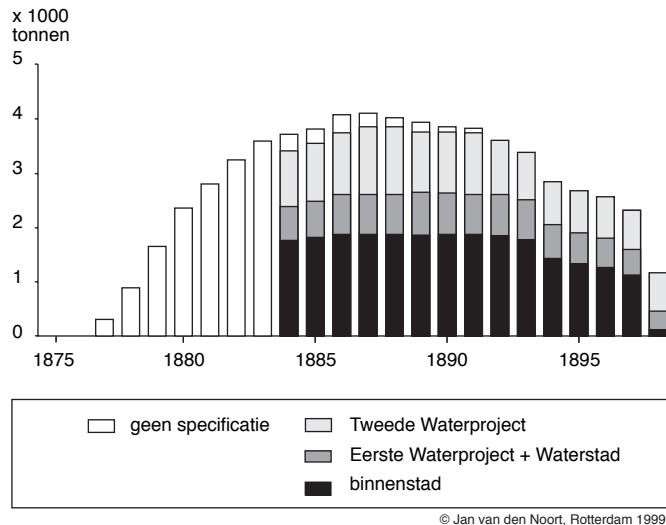 x 1000
tonnen
5
4
3
2
1
0
1875 1880 1885 1890 1895
geen specificatie
Tweede Waterproject
Eerste Waterproject + Waterstad
binnenstad
© Jan van den Noort, Rotterdam 1999